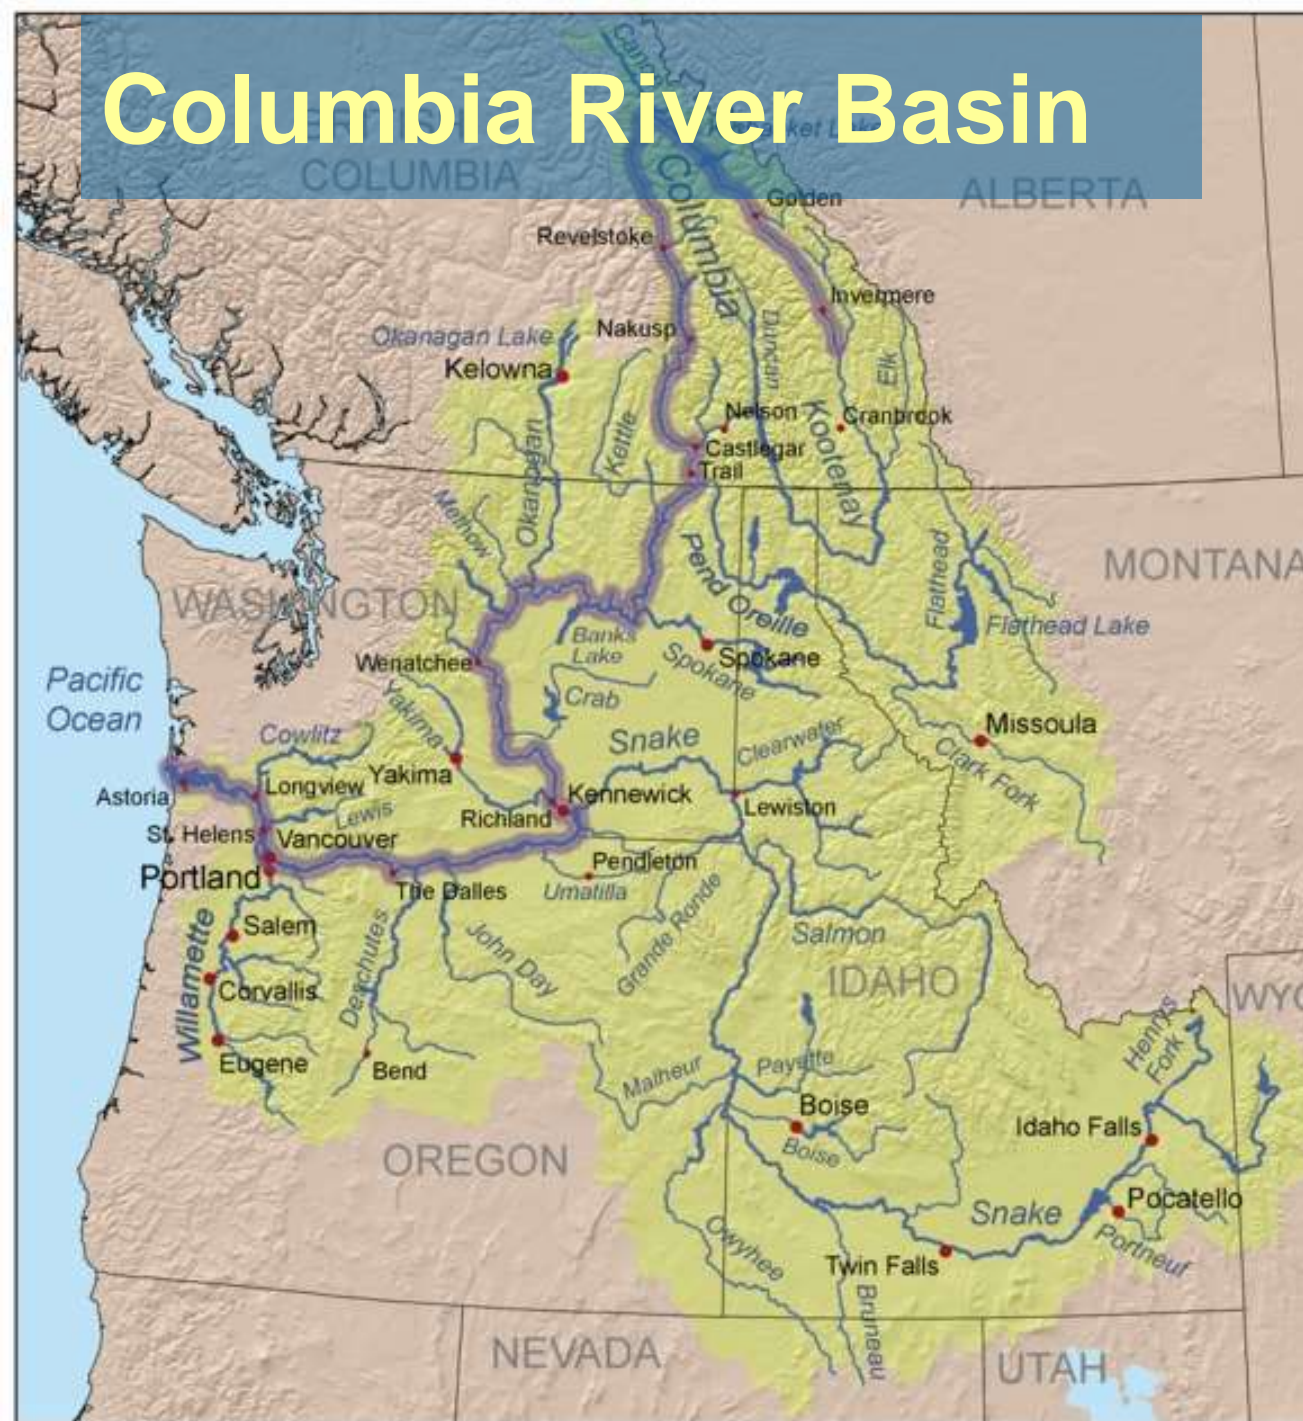 Columbia River Basin
COLUMBIA
ALBERTA
Columbia
Golden
Revelstoke
Invermere
Okanagan Lake
Nakusp
Duncan
Elk
Kelowna
Nelson
Cranbrook
Kettle
Kootenay
Castlegar
Trail
Okanogan
Methow
Pend Oreille
Flathead
MONTANA
WASHINGTON
Flathead Lake
Banks
Lake
Spokane
Spokane
Wenatchee
Pacific
Ocean
Yakima
Crab
Missoula
Cowlitz
Snake
Clearwater
Clark Fork
Yakima
Longview
Astoria
Kennewick
Lewiston
Lewis
Richland
St. Helens
Vancouver
Pendleton
Portland
The Dalles
Umatilla
Grande Ronde
Salem
Willamette
Deschutes
John Day
Salmon
Corvallis
IDAHO
WYO
Henrys
Fork
Eugene
Bend
Malheur
Payette
Boise
Boise
Idaho Falls
OREGON
Snake
Pocatello
Portneuf
Owyhee
Twin Falls
Bruneau
NEVADA
UTAH